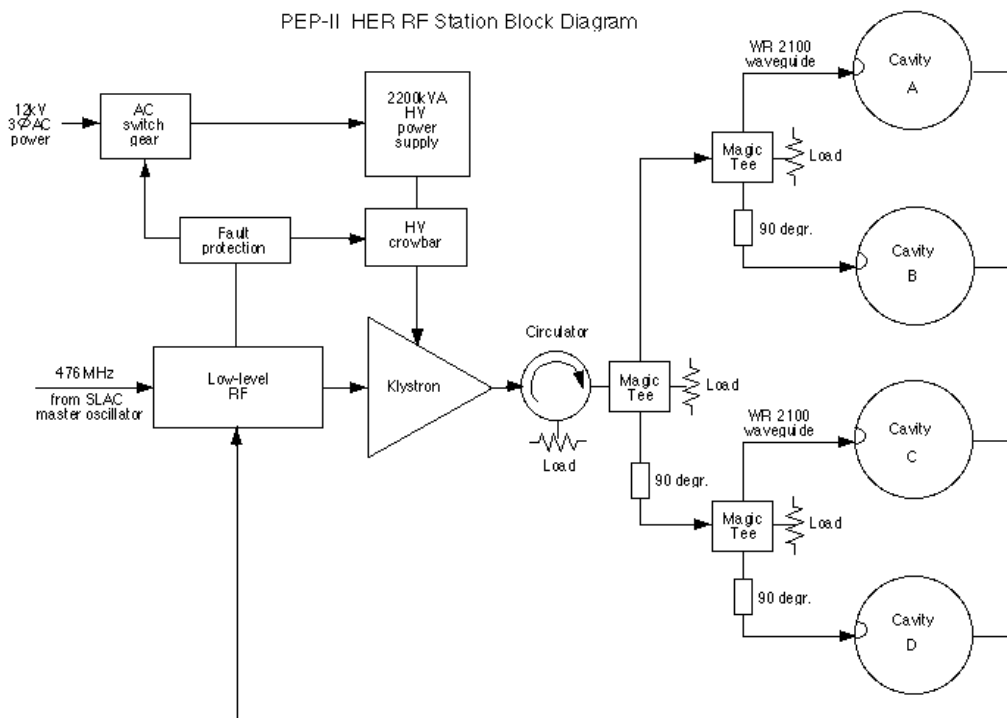 PEP-II HER RF Station Block Diagram
12kV
3φAC
power
AC
switch
gear
2200kVA
HV
power
supply
Fault
protection
HV
crowbar
476 MHz
from SLAC
master oscillator
Low-level
RF
Klystron
Circulator
Load
Magic
Tee
Load
90 degr.
WR 2100
waveguide
Magic
Tee
Load
90 degr.
Cavity
A
Cavity
B
WR 2100
waveguide
Magic
Tee
Load
90 degr.
Cavity
C
Cavity
D